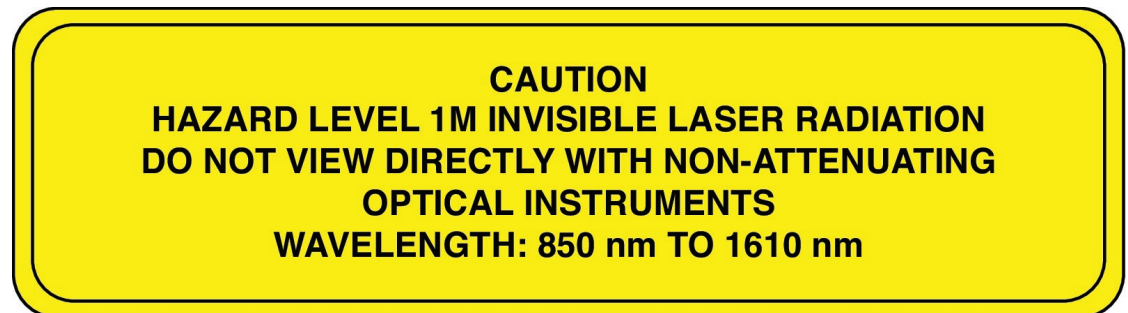 CAUTION
HAZARD LEVEL 1M INVISIBLE LASER RADIATION
DO NOT VIEW DIRECTLY WITH NON-ATTENUATING
OPTICAL INSTRUMENTS
WAVELENGTH: 850 nm TO 1610 nm